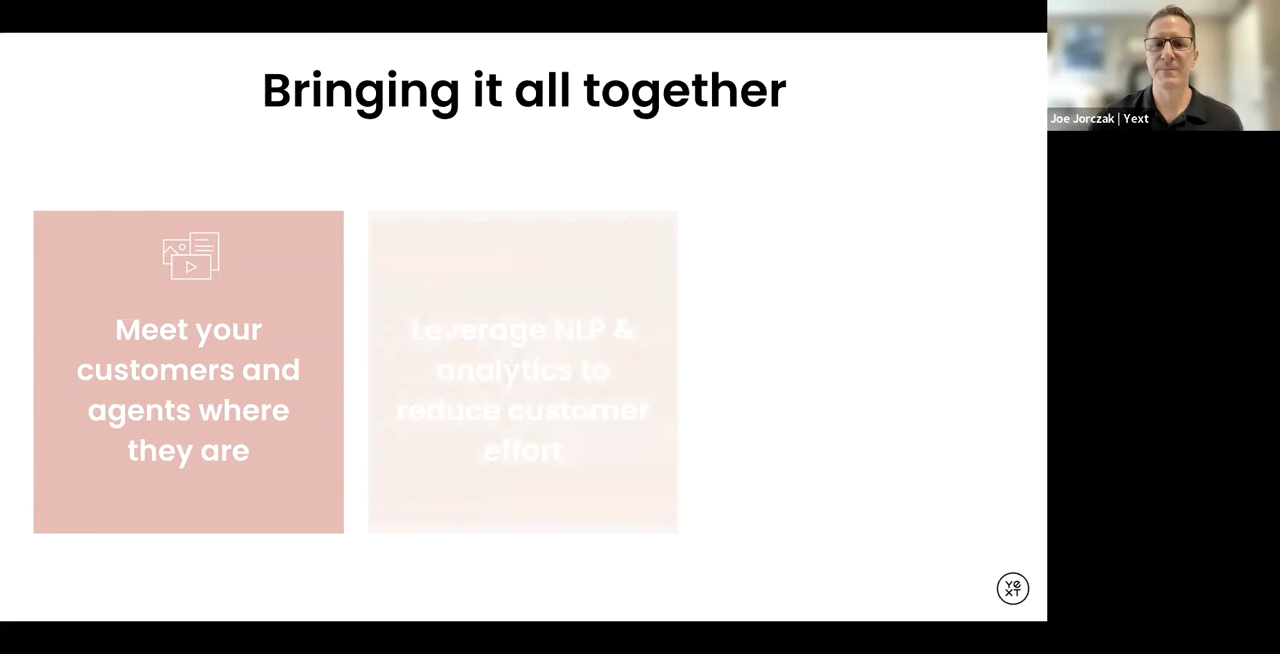 Bringing it all together
Meet your
customers and
agents where
they are
Leverage NLP &
analytics to
reduce customer
effort
Joe Jorczak | Yext
YEXT